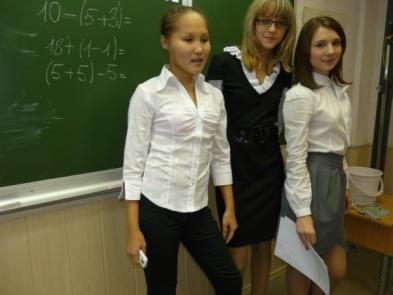 10-(5+3)=
18+(1-1)=
(5+5)-5=